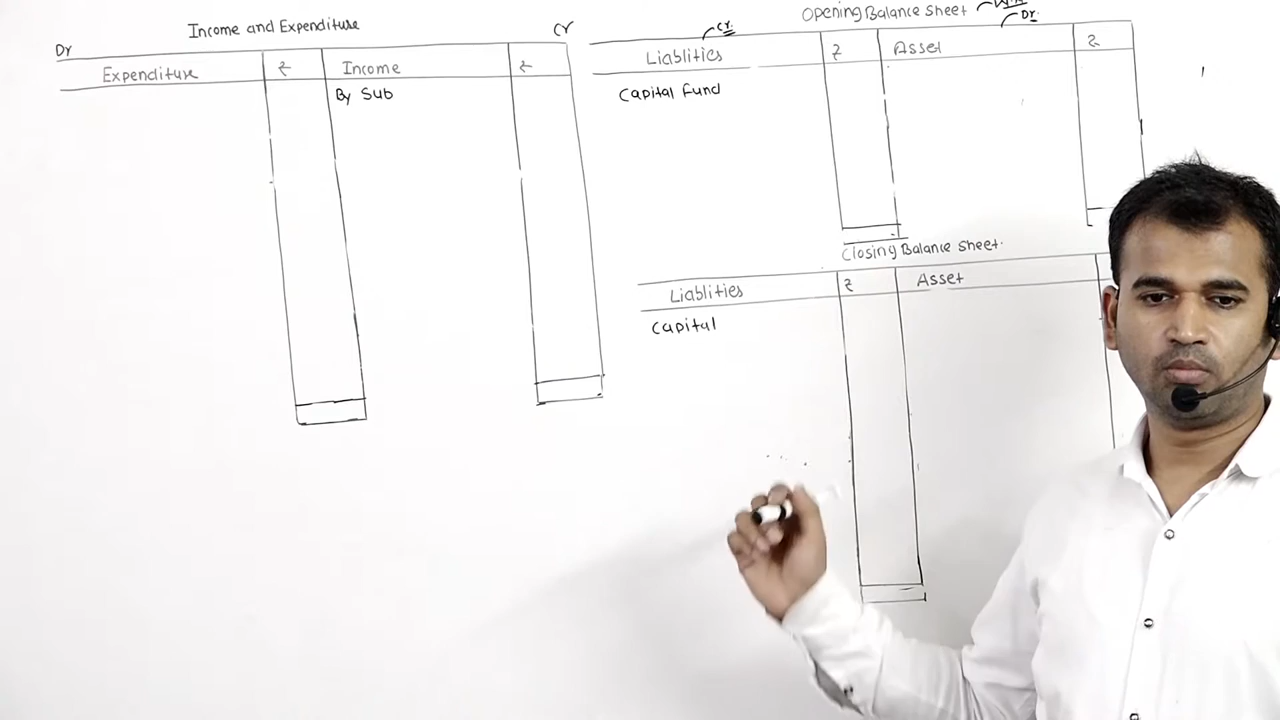 Income and Expenditure
Dr
Cr
Expenditure ₹ Income ₹
By Sub
Opening Balance Sheet
Cr.
Dr.
Liablities ₹ Asset ₹
Capital Fund
Closing Balance Sheet.
Liablities ₹ Asset
Capital